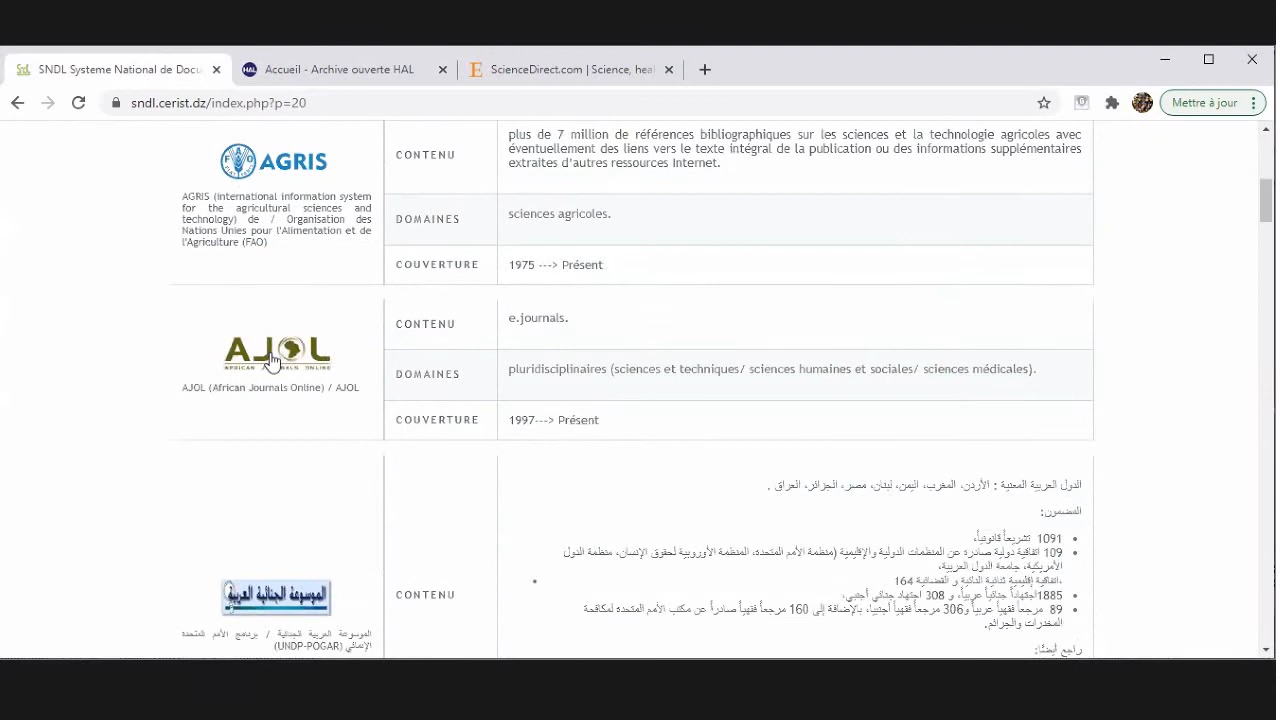 SNDL Systeme National de Docu
Accueil - Archive ouverte HAL
ScienceDirect.com | Science, heal
sndl.cerist.dz/index.php?p=20
Mettre à jour
AGRIS
AGRIS (international information system
for the agricultural sciences and
technology) de / Organisation des
Nations Unies pour l'Alimentation et de
l'Agriculture (FAO)
CONTENU
plus de 7 million de références bibliographiques sur les sciences et la technologie agricoles avec
éventuellement des liens vers le texte intégral de la publication ou des informations supplémentaires
extraites d'autres ressources Internet.
DOMAINES
sciences agricoles.
COUVERTURE
1975 ---> Présent
AJOL
AFRICAN JOURNALS ONLINE
AJOL (African Journals Online) / AJOL
CONTENU
e.journals.
DOMAINES
pluridisciplinaires (sciences et techniques/ sciences humaines et sociales/ sciences médicales).
COUVERTURE
1997---> Présent
الموسوعة الجنائية العربية
الموسوعة العربية الجنائية / برنامج الأمم المتحدة
الإنمائي (UNDP-POGAR)
CONTENU
الدول العربية المعنية : الأردن، المغرب، اليمن، لبنان، مصر، الجزائر، العراق .
المضمون:
1091 تشريعاً قانونياً،
109 اتفاقية دولية صادرة عن المنظمات الدولية والإقليمية (منظمة الأمم المتحدة، المنظمة الأوروبية لحقوق الإنسان، منظمة الدول
الأمريكية، جامعة الدول العربية،
،اتفاقية إقليمية ثنائية النائية و القضائية 164
1885اجتهاداً جنائياً عربياً، و 308 اجتهاد جنائي أجنبي،
89 مرجعاً فقهياً عربياً و306 مرجعاً فقهياً أجنبيا، بالإضافة إلى 160 مرجعاً فقهياً صادراً عن مكتب الأمم المتحدة لمكافحة
المخدرات والجرائم.
راجع أيضًا: